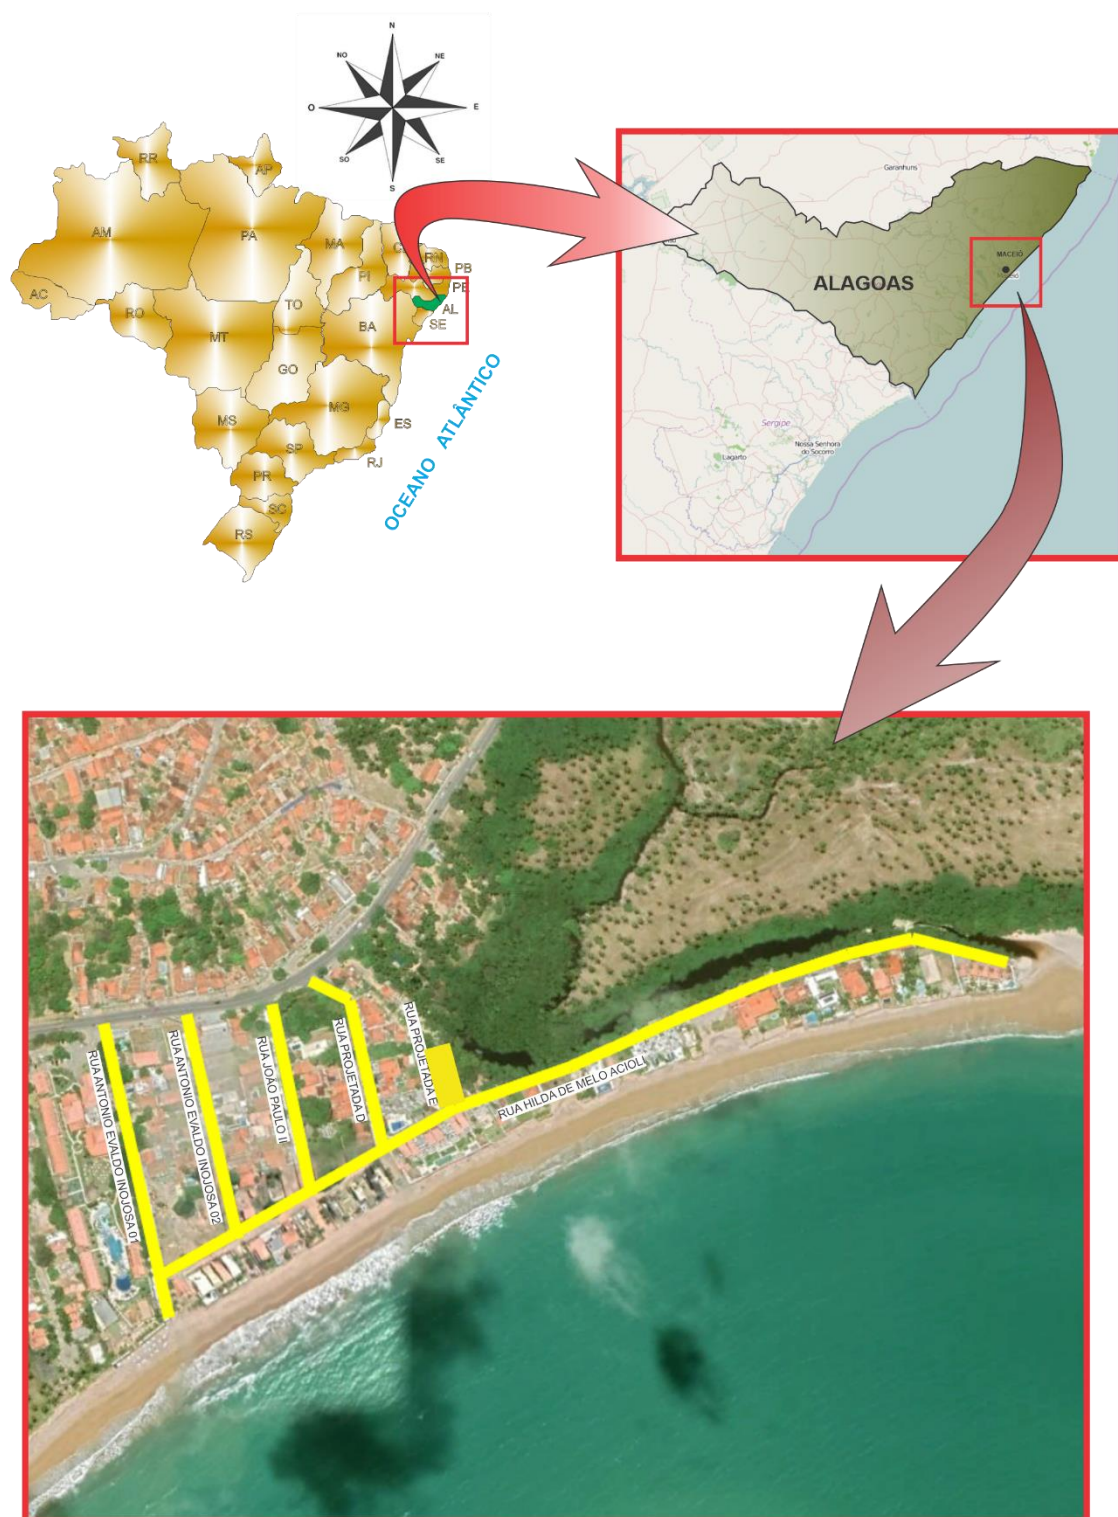 N
NO
NE
O
E
SO
SE
S
RR
AP
AM
PA
MA
RN
PB
PI
PE
AC
TO
AL
RO
BA
SE
MT
GO
MG
MS
ES
SP
RJ
PR
SC
RS
OCEANO ATLÂNTICO
Garanhuns
MACEIÓ
ALAGOAS
Sergipe
Nossa Senhora
do Socorro
Lagarto
RUA ANTONIO EVALDO INOJOSA 01
RUA ANTONIO EVALDO INOJOSA 02
RUA JOÃO PAULO II
RUA PROJETADA D
RUA PROJETADA E
RUA HILDA DE MELO ACIOLI